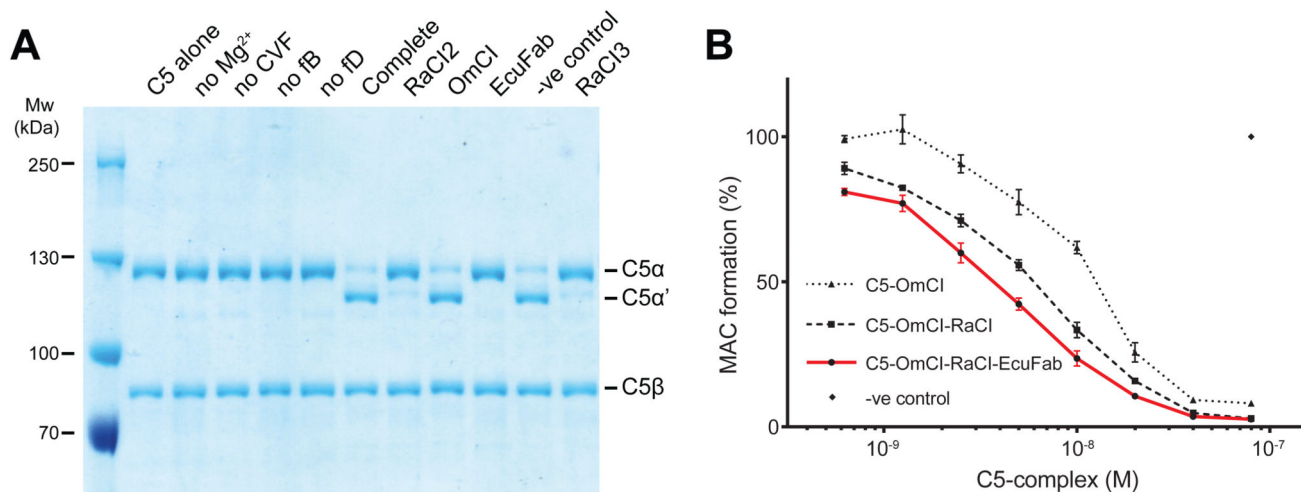 A
C5 alone
no Mg²⁺
no CVF
no fB
no fD
Complete
RaCI2
OmCI
EcuFab
-ve control
RaCI3
Mw
(kDa)
250
130
100
70
C5α
C5α’
C5β
B
MAC formation (%)
100
50
0
C5-OmCI
C5-OmCI-RaCI
C5-OmCI-RaCI-EcuFab
-ve control
10⁻⁹
10⁻⁸
10⁻⁷
C5-complex (M)